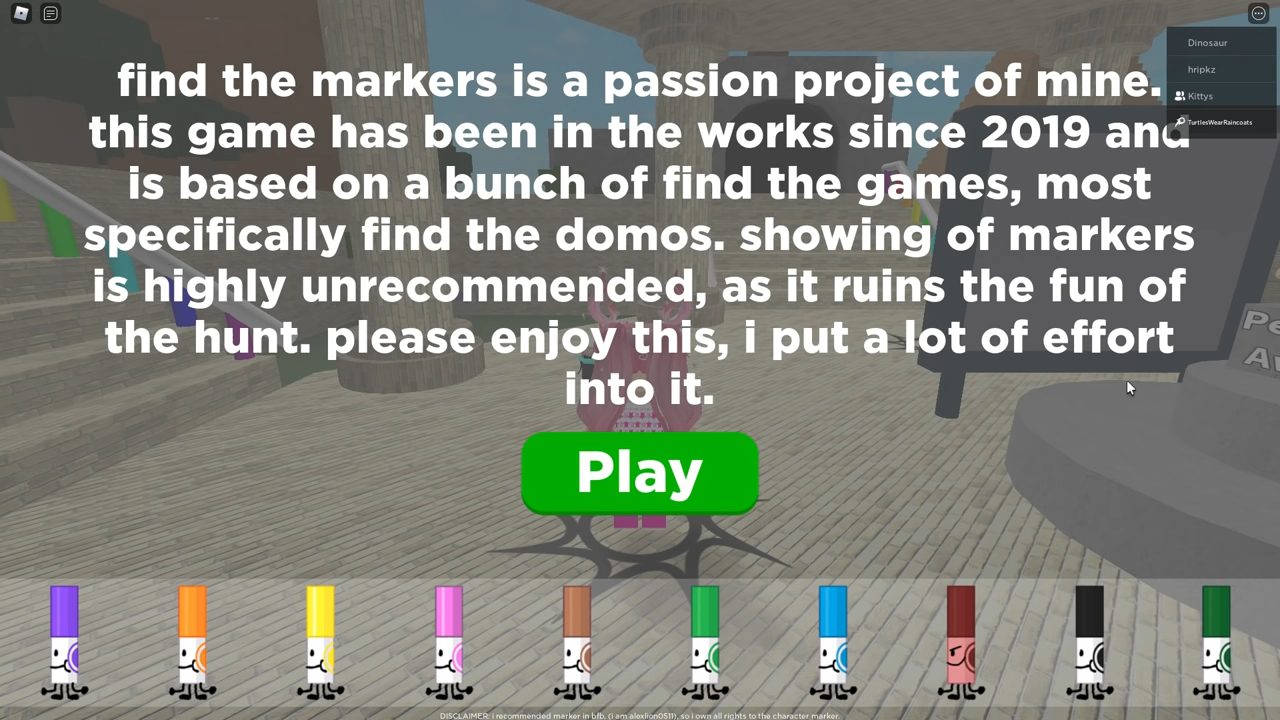 Dinosaur
hripkz
Kittys
TurtlesWearRaincoats
find the markers is a passion project of mine.
this game has been in the works since 2019 and
is based on a bunch of find the games, most
specifically find the domos. showing of markers
is highly unrecommended, as it ruins the fun of
the hunt. please enjoy this, i put a lot of effort
into it.
Play
DISCLAIMER: i recommended marker in bfb. (i am alexlion0511), so i own all rights to the character marker.